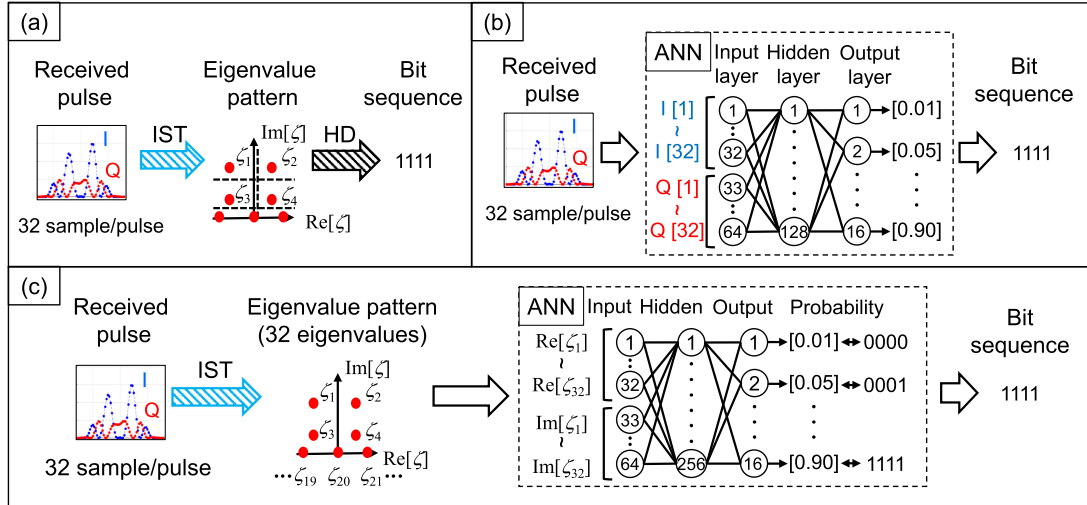 (a)
Received
pulse
I
Q
32 sample/pulse
IST
Eigenvalue
pattern
Im[ζ]
ζ1 ζ2
ζ3 ζ4
Re[ζ]
HD
Bit
sequence
1111
(b)
Received
pulse
I
Q
32 sample/pulse
ANN
Input
layer
Hidden
layer
Output
layer
I [1]
~
I [32]
Q [1]
~
Q [32]
1 1 1 [0.01]
32 2 [0.05]
33
64 128 16 [0.90]
Bit
sequence
1111
(c)
Received
pulse
I
Q
32 sample/pulse
IST
Eigenvalue pattern
(32 eigenvalues)
Im[ζ]
ζ1 ζ2
ζ3 ζ4
Re[ζ]
··· ζ19 ζ20 ζ21 ···
ANN Input Hidden Output Probability
Re[ζ1] 1 1 1 [0.01] 0000
~
Re[ζ32] 32 2 [0.05] 0001
Im[ζ1] 33
~
Im[ζ32] 64 256 16 [0.90] 1111
Bit
sequence
1111